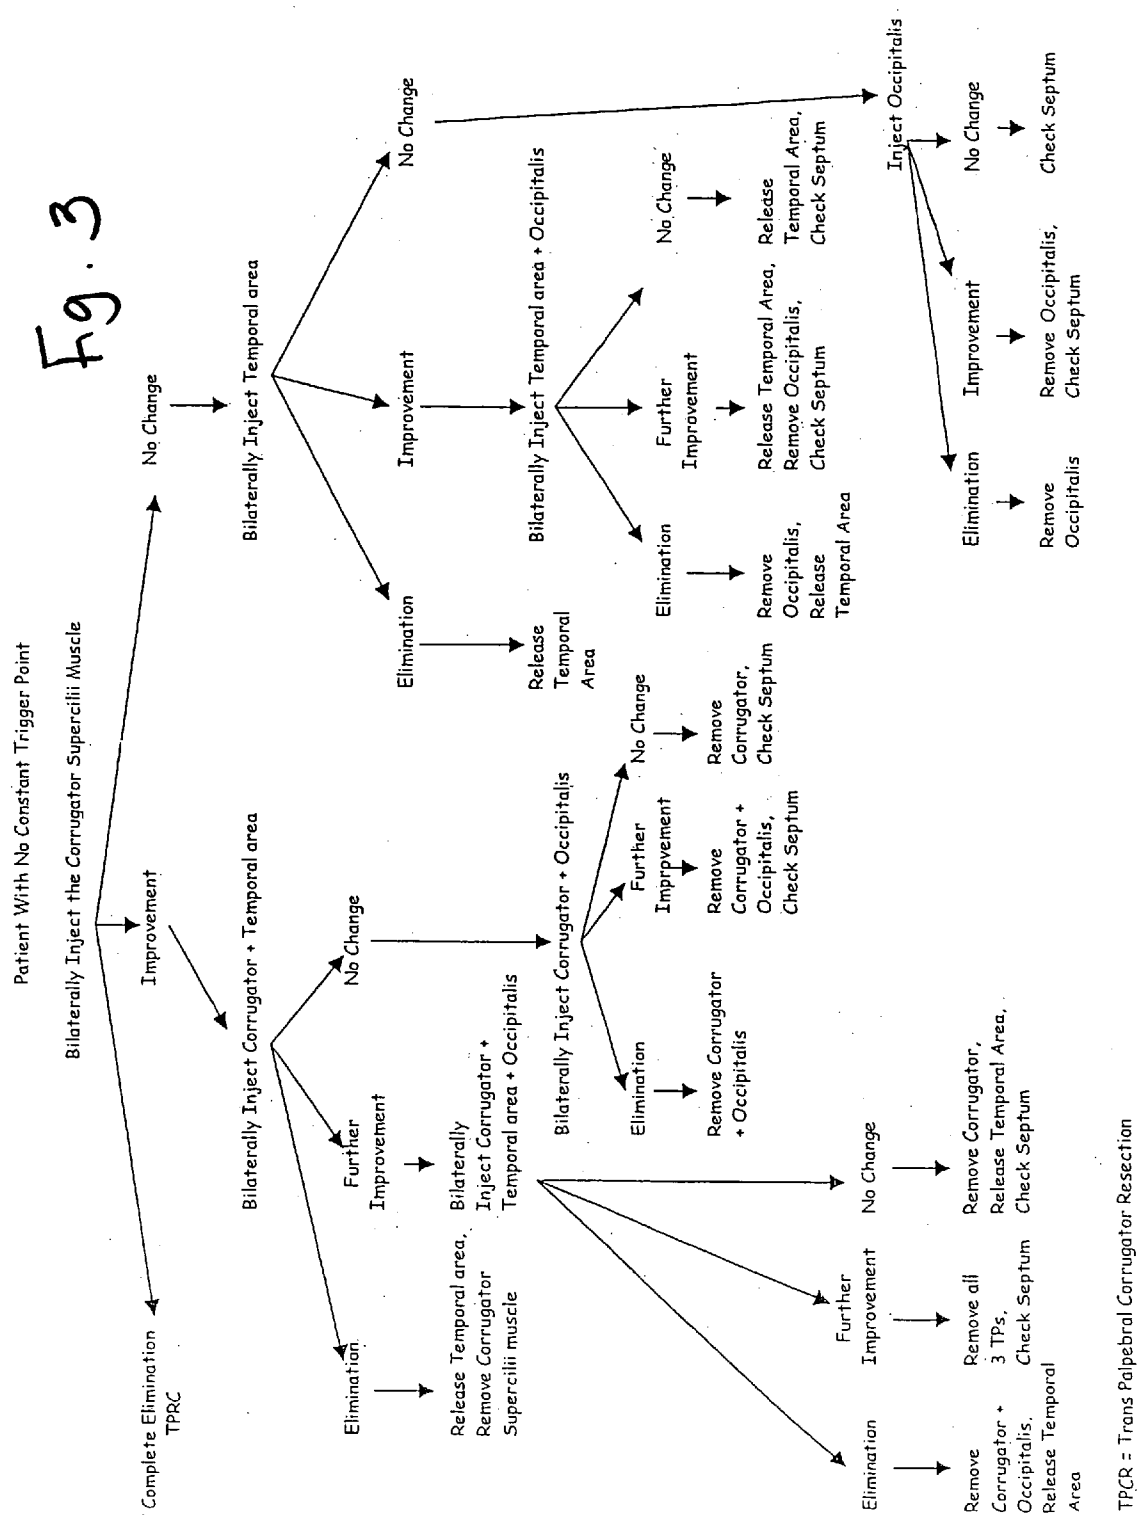 Fig. 3
Patient With No Constant Trigger Point
Bilaterally Inject the Corrugator Supercilii Muscle
Complete Elimination
TPRC
Improvement
No Change
Bilaterally Inject Corrugator + Temporal area
Bilaterally Inject Temporal area
Elimination
Further
Improvement
No Change
Elimination
Improvement
No Change
Release Temporal area,
Remove Corrugator
Supercilii muscle
Bilaterally
Inject Corrugator +
Temporal area + Occipitalis
Release
Temporal
Area
Bilaterally Inject Temporal area + Occipitalis
Bilaterally Inject Corrugator + Occipitalis
Elimination
Further
Improvement
No Change
Elimination
Further
Improvement
No Change
Remove Corrugator
+ Occipitalis
Remove
Corrugator +
Occipitalis,
Check Septum
Remove
Corrugator,
Check Septum
Remove
Occipitalis,
Release
Temporal Area
Release Temporal Area,
Remove Occipitalis,
Check Septum
Release
Temporal Area,
Check Septum
Inject Occipitalis
Elimination
Further
Improvement
No Change
Elimination
Improvement
No Change
Remove
Corrugator +
Occipitalis,
Release Temporal
Area
Remove all
3 TPs,
Check Septum
Remove Corrugator,
Release Temporal Area,
Check Septum
Remove
Occipitalis
Remove Occipitalis,
Check Septum
Check Septum
TPCR = Trans Palpebral Corrugator Resection